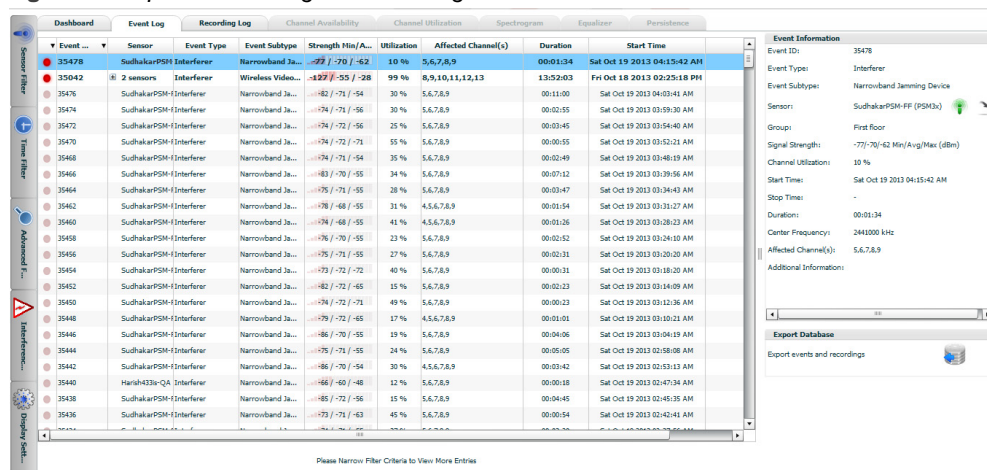 Dashboard Event Log Recording Log Channel Availability Channel Utilization Spectrogram Equalizer Persistence
Sensor Filter
Time Filter
Advanced F...
Interferenc...
Display Sett...
Event ... Sensor Event Type Event Subtype Strength Min/A... Utilization Affected Channel(s) Duration Start Time
35478 SudhakarPSM Interferer Narrowband Ja... -77 / -70 / -62 10 % 5,6,7,8,9 00:01:34 Sat Oct 19 2013 04:15:42 AM
35042 2 sensors Interferer Wireless Video... -127 / -55 / -28 99 % 8,9,10,11,12,13 13:52:03 Fri Oct 18 2013 02:25:18 PM
35476 SudhakarPSM-F Interferer Narrowband Ja... -82 / -71 / -54 30 % 5,6,7,8,9 00:11:00 Sat Oct 19 2013 04:03:41 AM
35474 SudhakarPSM-F Interferer Narrowband Ja... -74 / -71 / -56 30 % 5,6,7,8,9 00:02:55 Sat Oct 19 2013 03:59:30 AM
35472 SudhakarPSM-F Interferer Narrowband Ja... -74 / -72 / -56 25 % 5,6,7,8,9 00:03:45 Sat Oct 19 2013 03:54:40 AM
35470 SudhakarPSM-F Interferer Narrowband Ja... -74 / -72 / -71 55 % 5,6,7,8,9 00:00:55 Sat Oct 19 2013 03:52:21 AM
35468 SudhakarPSM-F Interferer Narrowband Ja... -74 / -71 / -54 35 % 5,6,7,8,9 00:02:49 Sat Oct 19 2013 03:48:19 AM
35466 SudhakarPSM-F Interferer Narrowband Ja... -83 / -70 / -55 34 % 5,6,7,8,9 00:07:12 Sat Oct 19 2013 03:39:56 AM
35464 SudhakarPSM-F Interferer Narrowband Ja... -75 / -71 / -55 28 % 5,6,7,8,9 00:03:47 Sat Oct 19 2013 03:34:43 AM
35462 SudhakarPSM-F Interferer Narrowband Ja... -78 / -68 / -55 31 % 4,5,6,7,8,9 00:01:54 Sat Oct 19 2013 03:31:27 AM
35460 SudhakarPSM-F Interferer Narrowband Ja... -74 / -68 / -55 41 % 4,5,6,7,8,9 00:01:26 Sat Oct 19 2013 03:28:23 AM
35458 SudhakarPSM-F Interferer Narrowband Ja... -76 / -70 / -55 23 % 5,6,7,8,9 00:02:52 Sat Oct 19 2013 03:24:10 AM
35456 SudhakarPSM-F Interferer Narrowband Ja... -75 / -71 / -55 27 % 5,6,7,8,9 00:02:31 Sat Oct 19 2013 03:20:20 AM
35454 SudhakarPSM-F Interferer Narrowband Ja... -73 / -72 / -72 40 % 5,6,7,8,9 00:00:31 Sat Oct 19 2013 03:18:20 AM
35452 SudhakarPSM-F Interferer Narrowband Ja... -82 / -72 / -65 15 % 5,6,7,8,9 00:02:23 Sat Oct 19 2013 03:14:09 AM
35450 SudhakarPSM-F Interferer Narrowband Ja... -74 / -72 / -71 49 % 5,6,7,8,9 00:00:23 Sat Oct 19 2013 03:12:36 AM
35448 SudhakarPSM-F Interferer Narrowband Ja... -79 / -72 / -65 17 % 4,5,6,7,8,9 00:01:01 Sat Oct 19 2013 03:10:21 AM
35446 SudhakarPSM-F Interferer Narrowband Ja... -86 / -70 / -55 19 % 5,6,7,8,9 00:04:06 Sat Oct 19 2013 03:04:19 AM
35444 SudhakarPSM-F Interferer Narrowband Ja... -75 / -71 / -55 24 % 5,6,7,8,9 00:05:05 Sat Oct 19 2013 02:58:08 AM
35442 SudhakarPSM-F Interferer Narrowband Ja... -86 / -70 / -54 30 % 4,5,6,7,8,9 00:03:42 Sat Oct 19 2013 02:53:13 AM
35440 Harish433is-QA Interferer Narrowband Ja... -66 / -60 / -48 12 % 5,6,7,8,9 00:00:18 Sat Oct 19 2013 02:47:34 AM
35438 SudhakarPSM-F Interferer Narrowband Ja... -85 / -72 / -56 15 % 5,6,7,8,9 00:04:45 Sat Oct 19 2013 02:45:35 AM
35436 SudhakarPSM-F Interferer Narrowband Ja... -73 / -71 / -63 45 % 5,6,7,8,9 00:00:54 Sat Oct 19 2013 02:42:41 AM
Please Narrow Filter Criteria to View More Entries
Event Information
Event ID: 35478
Event Type: Interferer
Event Subtype: Narrowband Jamming Device
Sensor: SudhakarPSM-FF (PSM3x)
Group: First floor
Signal Strength: -77/-70/-62 Min/Avg/Max (dBm)
Channel Utilization: 10 %
Start Time: Sat Oct 19 2013 04:15:42 AM
Stop Time: -
Duration: 00:01:34
Center Frequency: 2441000 kHz
Affected Channel(s): 5,6,7,8,9
Additional Information:
Export Database
Export events and recordings